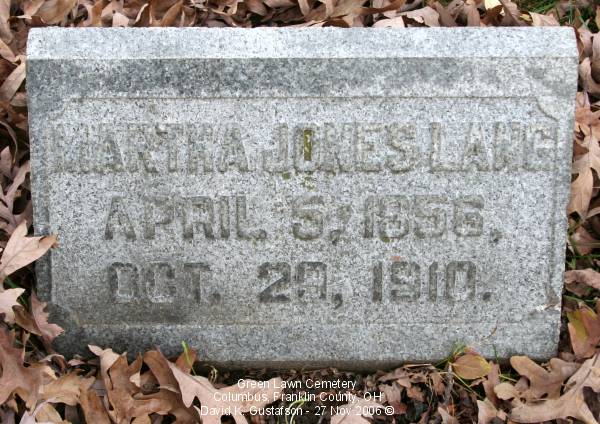 MARTHA JONES LANG
APRIL 5, 1856,
OCT. 29, 1910.
Green Lawn Cemetery
Columbus, Franklin County, OH
David K. Gustafson - 27 Nov 2006 ©